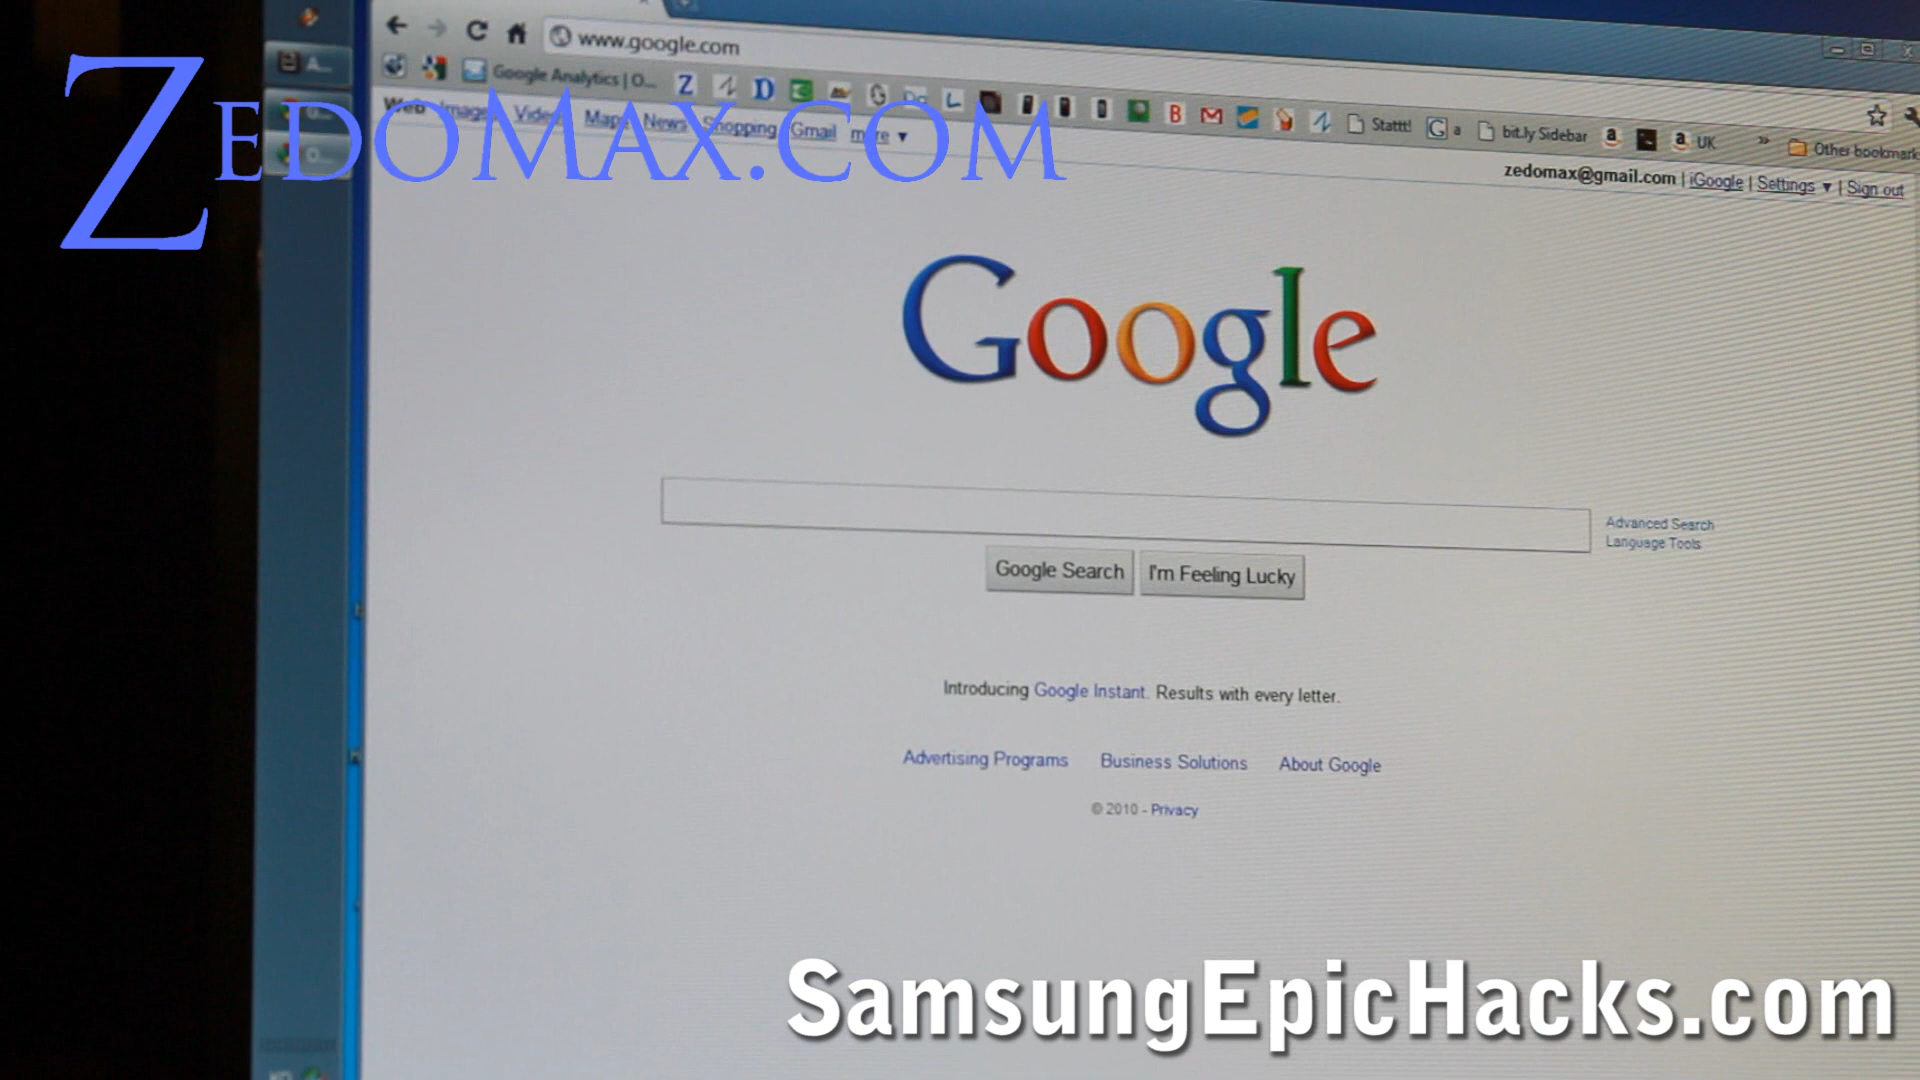 www.google.com
Google Analytics | O...
Z
D
B
Stattt!
G a
bit.ly Sidebar
a
a UK
»
Other bookmark
A...
ZEDOMAX.COM
Web Images Videos Maps News Shopping Gmail more ▼
zedomax@gmail.com | iGoogle | Settings ▼ | Sign out
Google
Advanced Search
Language Tools
Google Search
I'm Feeling Lucky
Introducing Google Instant. Results with every letter.
Advertising Programs Business Solutions About Google
© 2010 - Privacy
SamsungEpicHacks.com